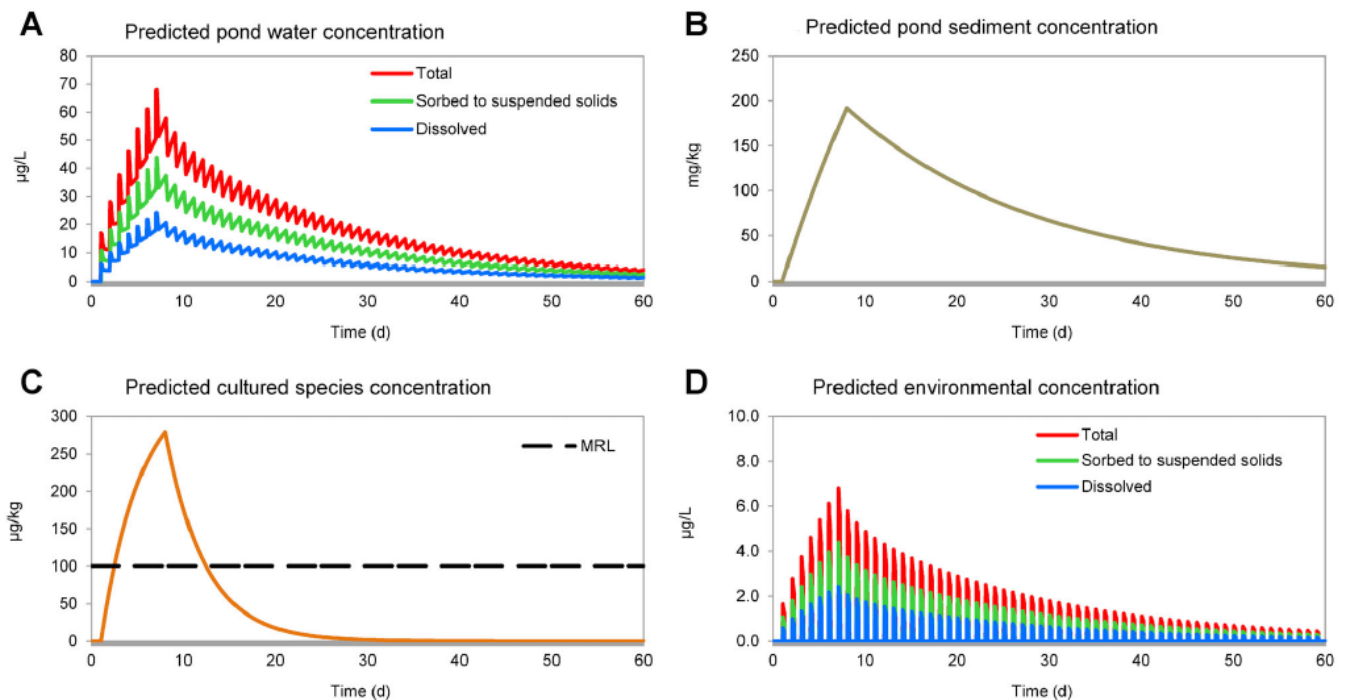 A
Predicted pond water concentration
80
70
60
50
40
30
20
10
0
µg/L
Total
Sorbed to suspended solids
Dissolved
0 10 20 30 40 50 60
Time (d)
B
Predicted pond sediment concentration
250
200
150
100
50
0
mg/kg
0 10 20 30 40 50 60
Time (d)
C
Predicted cultured species concentration
300
250
200
150
100
50
0
µg/kg
MRL
0 10 20 30 40 50 60
Time (d)
D
Predicted environmental concentration
10.0
8.0
6.0
4.0
2.0
0.0
µg/L
Total
Sorbed to suspended solids
Dissolved
0 10 20 30 40 50 60
Time (d)